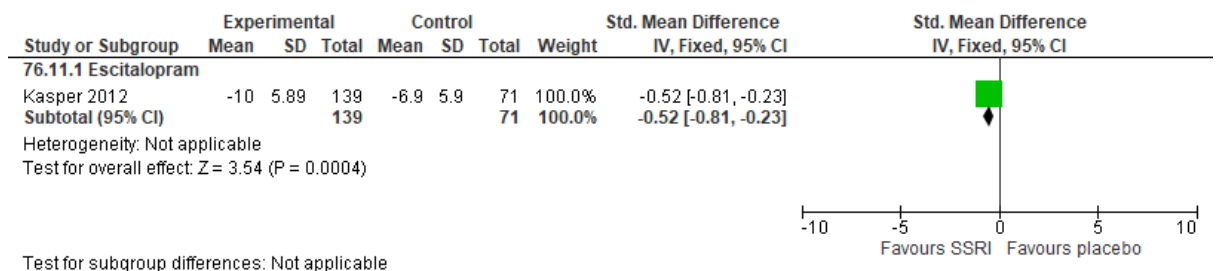 Experimental Control Std. Mean Difference Std. Mean Difference
Study or Subgroup Mean SD Total Mean SD Total Weight IV, Fixed, 95% CI IV, Fixed, 95% CI
76.11.1 Escitalopram
Kasper 2012 -10 5.89 139 -6.9 5.9 71 100.0% -0.52 [-0.81, -0.23]
Subtotal (95% CI) 139 71 100.0% -0.52 [-0.81, -0.23]
Heterogeneity: Not applicable
Test for overall effect: Z = 3.54 (P = 0.0004)
-10 -5 0 5 10
Favours SSRI Favours placebo
Test for subgroup differences: Not applicable